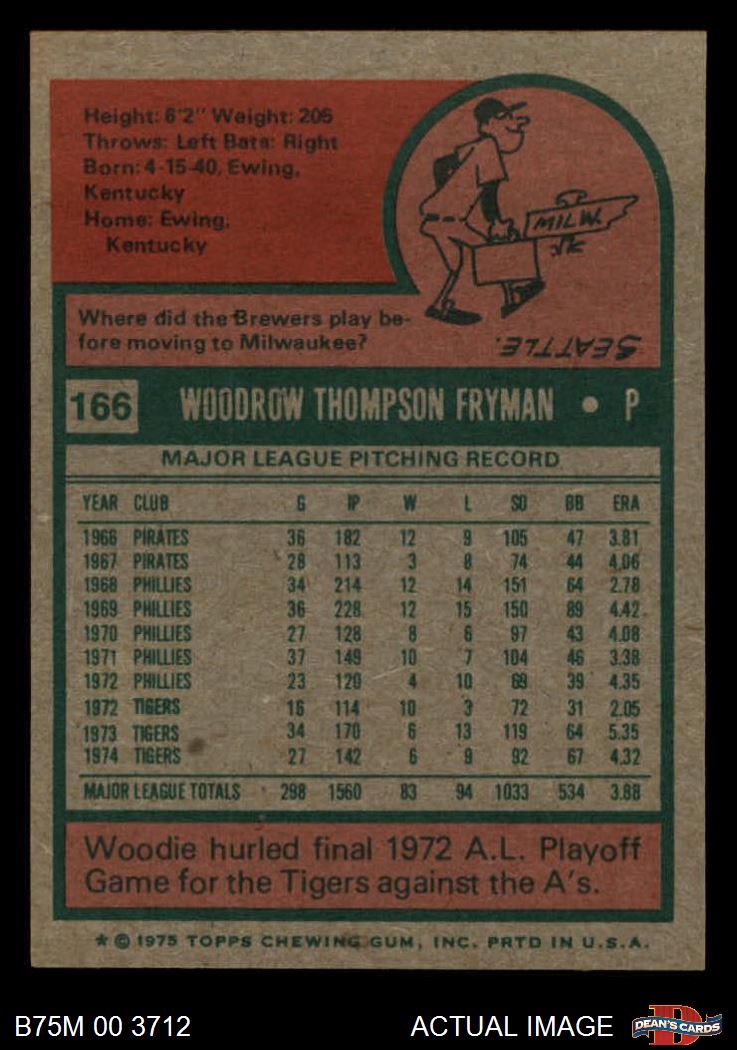 Height: 6'2" Weight: 205
Throws: Left Bats: Right
Born: 4-15-40, Ewing,
Kentucky
Home: Ewing,
Kentucky
MILW.
Where did the Brewers play be-
fore moving to Milwaukee?
SEATTLE.
166 WOODROW THOMPSON FRYMAN • P
MAJOR LEAGUE PITCHING RECORD
YEAR CLUB G IP W L SO BB ERA
1966 PIRATES 36 182 12 9 105 47 3.81
1967 PIRATES 28 113 3 8 74 44 4.06
1968 PHILLIES 34 214 12 14 151 64 2.78
1969 PHILLIES 36 228 12 15 150 89 4.42
1970 PHILLIES 27 128 8 6 97 43 4.08
1971 PHILLIES 37 149 10 7 104 46 3.38
1972 PHILLIES 23 120 4 10 69 39 4.35
1972 TIGERS 16 114 10 3 72 31 2.05
1973 TIGERS 34 170 6 13 119 64 5.35
1974 TIGERS 27 142 6 9 92 67 4.32
MAJOR LEAGUE TOTALS 298 1560 83 94 1033 534 3.88
Woodie hurled final 1972 A.L. Playoff
Game for the Tigers against the A's.
* © 1975 TOPPS CHEWING GUM, INC. PRTD IN U.S.A.
B75M 00 3712 ACTUAL IMAGE DEAN'S CARDS